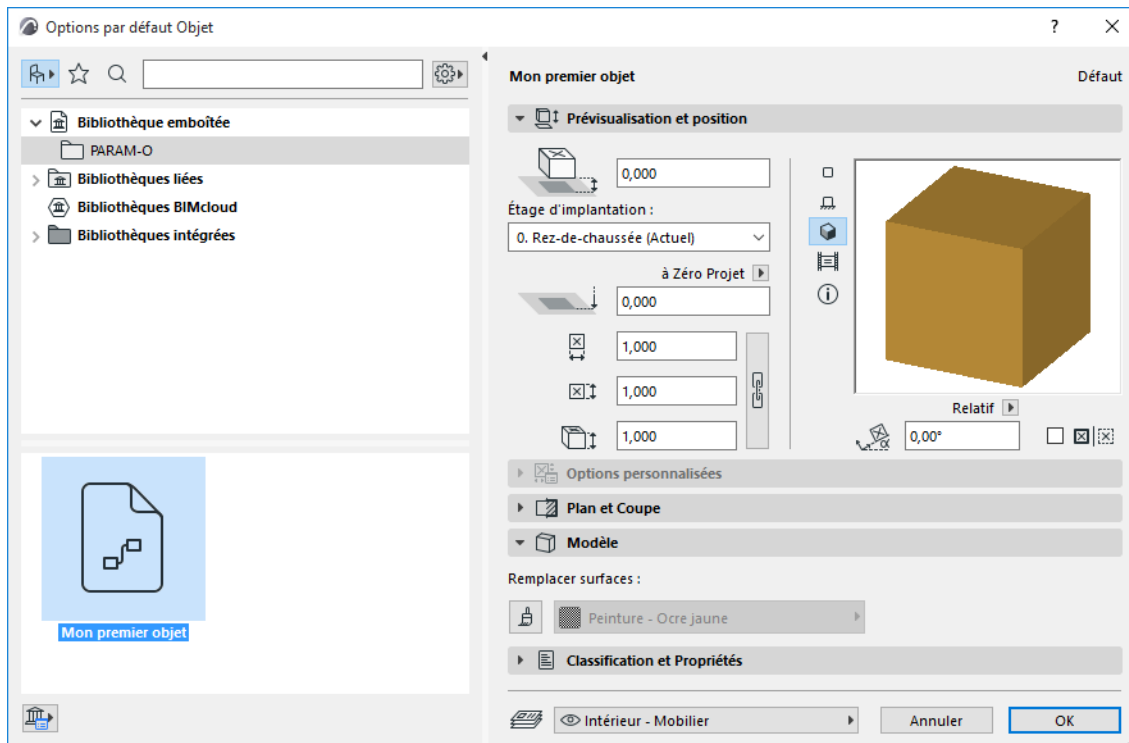 Options par défaut Objet
?
Bibliothèque emboîtée
PARAM-O
Bibliothèques liées
Bibliothèques BIMcloud
Bibliothèques intégrées
Mon premier objet
Mon premier objet
Défaut
Prévisualisation et position
0,000
Étage d'implantation :
0. Rez-de-chaussée (Actuel)
à Zéro Projet
0,000
1,000
1,000
1,000
Relatif
α
0,00°
Options personnalisées
Plan et Coupe
Modèle
Remplacer surfaces :
Peinture - Ocre jaune
Classification et Propriétés
Intérieur - Mobilier
Annuler
OK